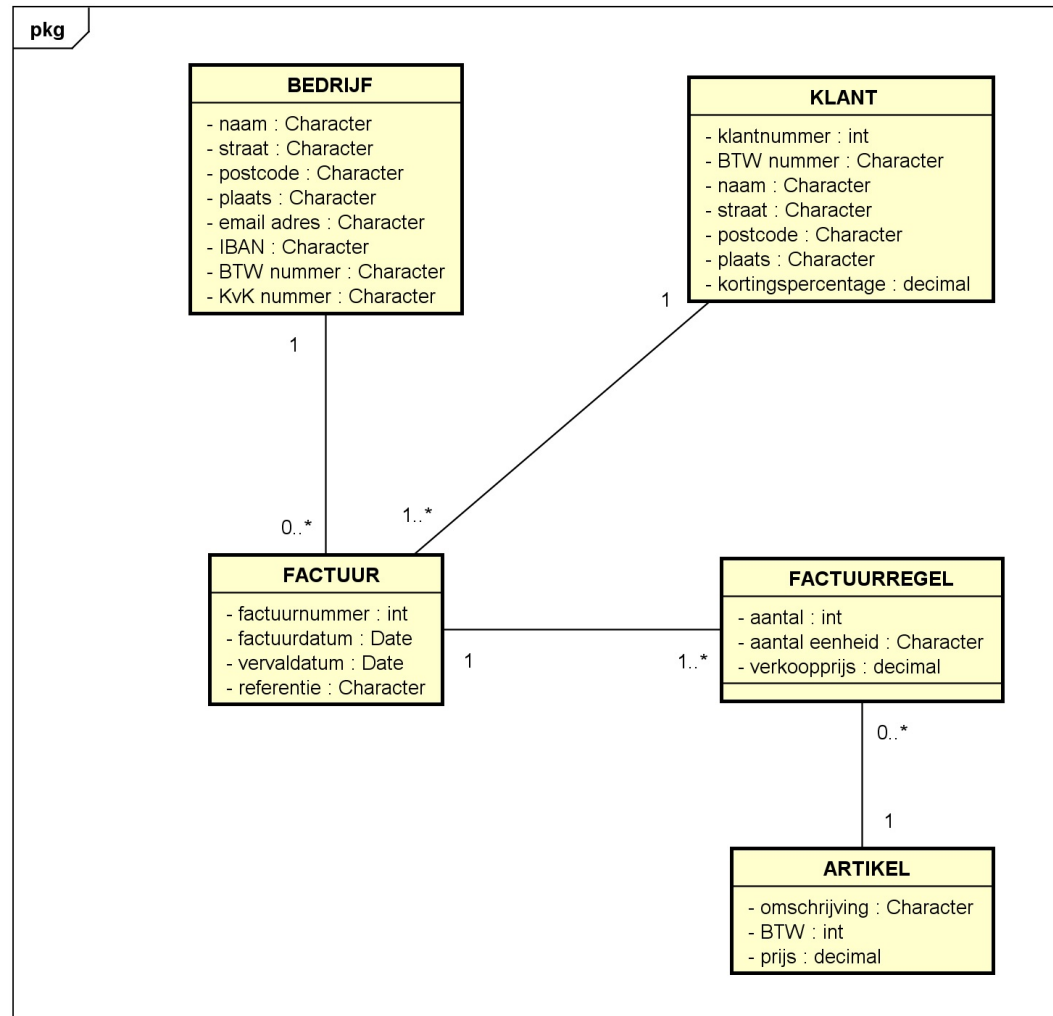 pkg
BEDRIJF
- naam : Character
- straat : Character
- postcode : Character
- plaats : Character
- email adres : Character
- IBAN : Character
- BTW nummer : Character
- KvK nummer : Character
KLANT
- klantnummer : int
- BTW nummer : Character
- naam : Character
- straat : Character
- postcode : Character
- plaats : Character
- kortingspercentage : decimal
1
1
0..*
1..*
FACTUUR
- factuurnummer : int
- factuurdatum : Date
- vervaldatum : Date
- referentie : Character
1
1..*
FACTUURREGEL
- aantal : int
- aantal eenheid : Character
- verkoopprijs : decimal
0..*
1
ARTIKEL
- omschrijving : Character
- BTW : int
- prijs : decimal